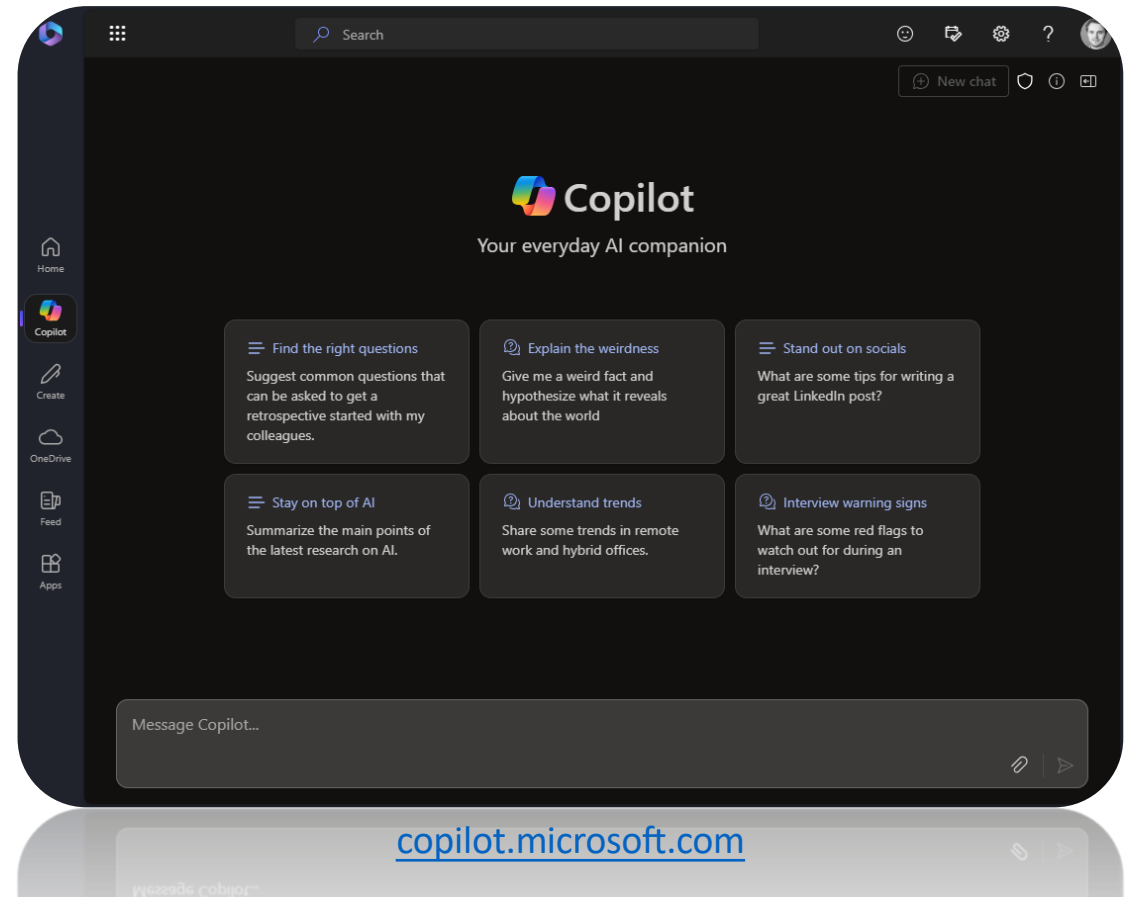 Search
?
New chat
Copilot
Your everyday AI companion
Home
Copilot
Create
OneDrive
Feed
Apps
Find the right questions
Suggest common questions that
can be asked to get a
retrospective started with my
colleagues.
Explain the weirdness
Give me a weird fact and
hypothesize what it reveals
about the world
Stand out on socials
What are some tips for writing a
great LinkedIn post?
Stay on top of AI
Summarize the main points of
the latest research on AI.
Understand trends
Share some trends in remote
work and hybrid offices.
Interview warning signs
What are some red flags to
watch out for during an
interview?
Message Copilot...
copilot.microsoft.com
Message Copilot...